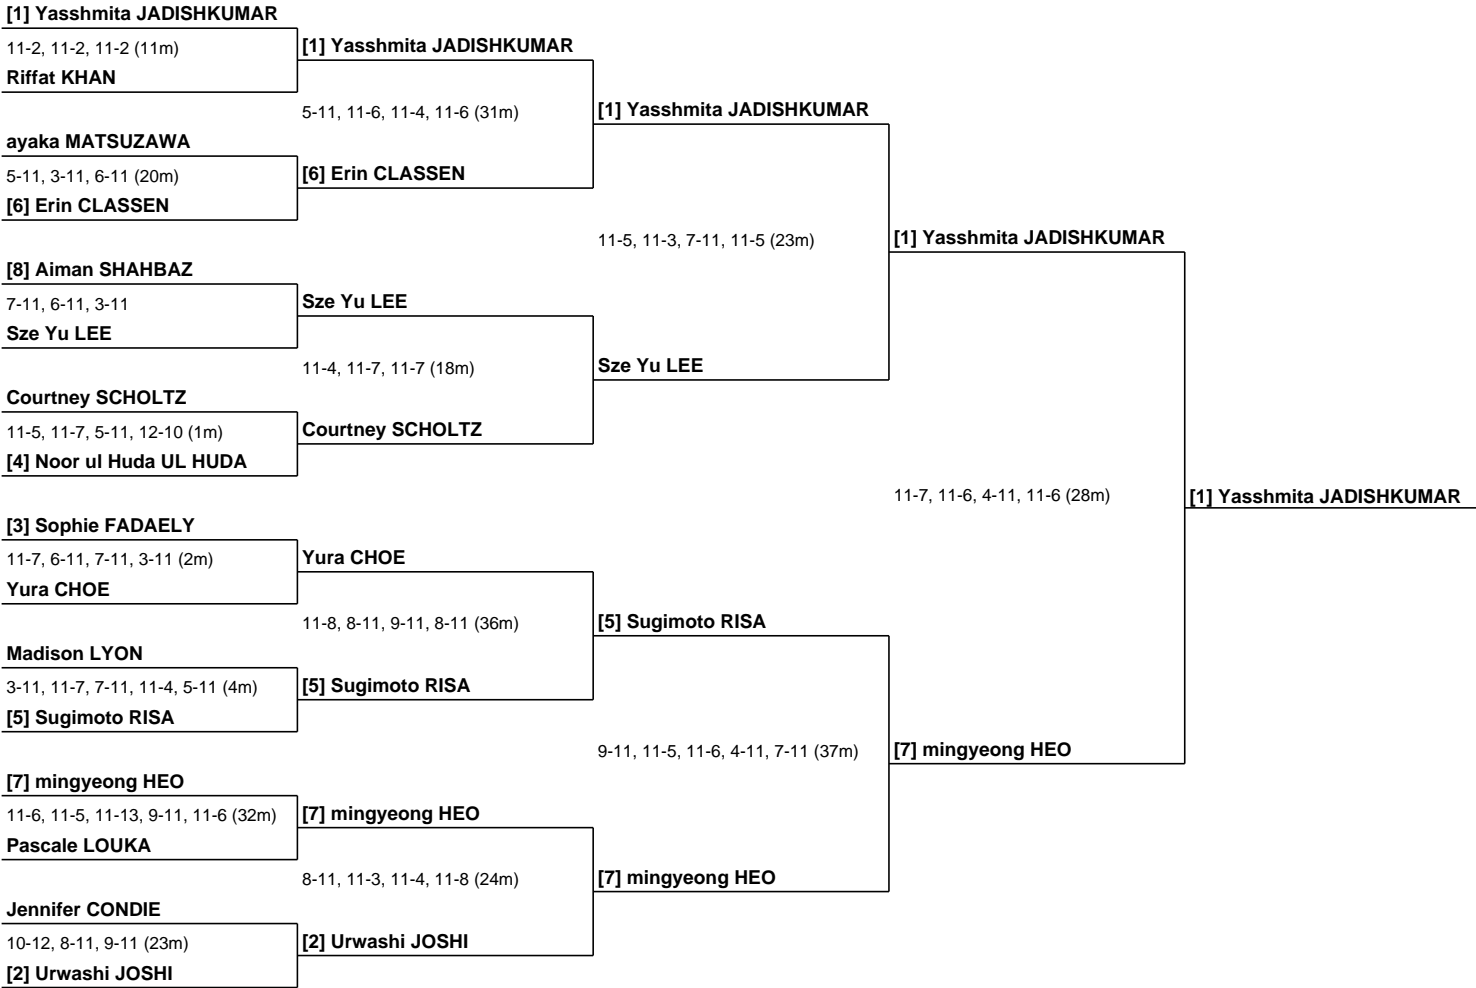 [1] Yasshmita JADISHKUMAR
11-2, 11-2, 11-2 (11m)
Riffat KHAN
ayaka MATSUZAWA
5-11, 3-11, 6-11 (20m)
[6] Erin CLASSEN
[8] Aiman SHAHBAZ
7-11, 6-11, 3-11
Sze Yu LEE
Courtney SCHOLTZ
11-5, 11-7, 5-11, 12-10 (1m)
[4] Noor ul Huda UL HUDA
[3] Sophie FADAELY
11-7, 6-11, 7-11, 3-11 (2m)
Yura CHOE
Madison LYON
3-11, 11-7, 7-11, 11-4, 5-11 (4m)
[5] Sugimoto RISA
[7] mingyeong HEO
11-6, 11-5, 11-13, 9-11, 11-6 (32m)
Pascale LOUKA
Jennifer CONDIE
10-12, 8-11, 9-11 (23m)
[2] Urwashi JOSHI
[1] Yasshmita JADISHKUMAR
5-11, 11-6, 11-4, 11-6 (31m)
[6] Erin CLASSEN
Sze Yu LEE
11-4, 11-7, 11-7 (18m)
Courtney SCHOLTZ
Yura CHOE
11-8, 8-11, 9-11, 8-11 (36m)
[5] Sugimoto RISA
[7] mingyeong HEO
8-11, 11-3, 11-4, 11-8 (24m)
[2] Urwashi JOSHI
[1] Yasshmita JADISHKUMAR
11-5, 11-3, 7-11, 11-5 (23m)
Sze Yu LEE
[5] Sugimoto RISA
9-11, 11-5, 11-6, 4-11, 7-11 (37m)
[7] mingyeong HEO
[1] Yasshmita JADISHKUMAR
11-7, 11-6, 4-11, 11-6 (28m)
[7] mingyeong HEO
[1] Yasshmita JADISHKUMAR